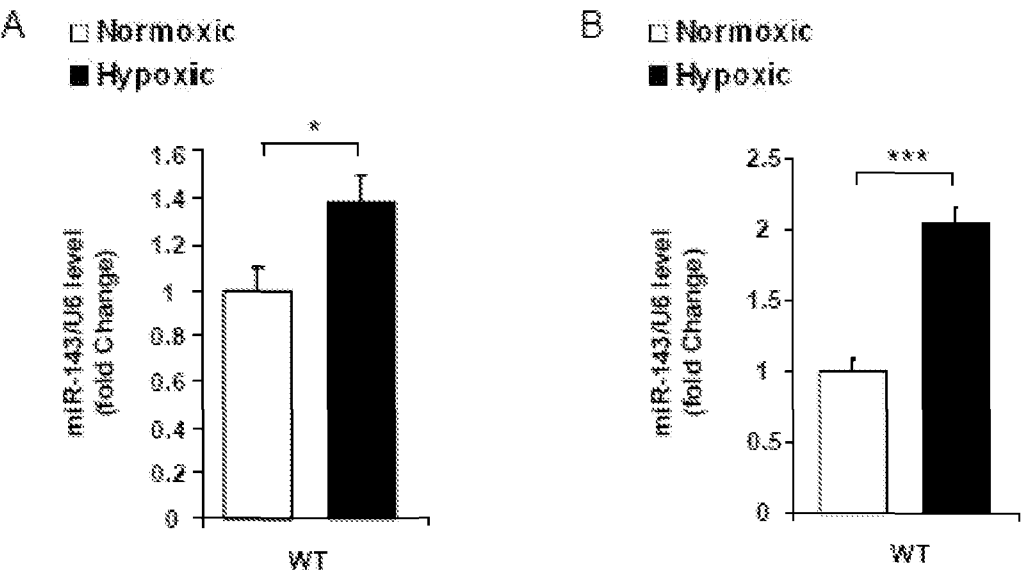 A
Normoxic
Hypoxic
*
1.6
1.4
1.2
1
0.8
0.6
0.4
0.2
0
miR-143/U6 level
(fold Change)
WT
B
Normoxic
Hypoxic
***
2.5
2
1.5
1
0.5
0
miR-143/U6 level
(fold Change)
WT